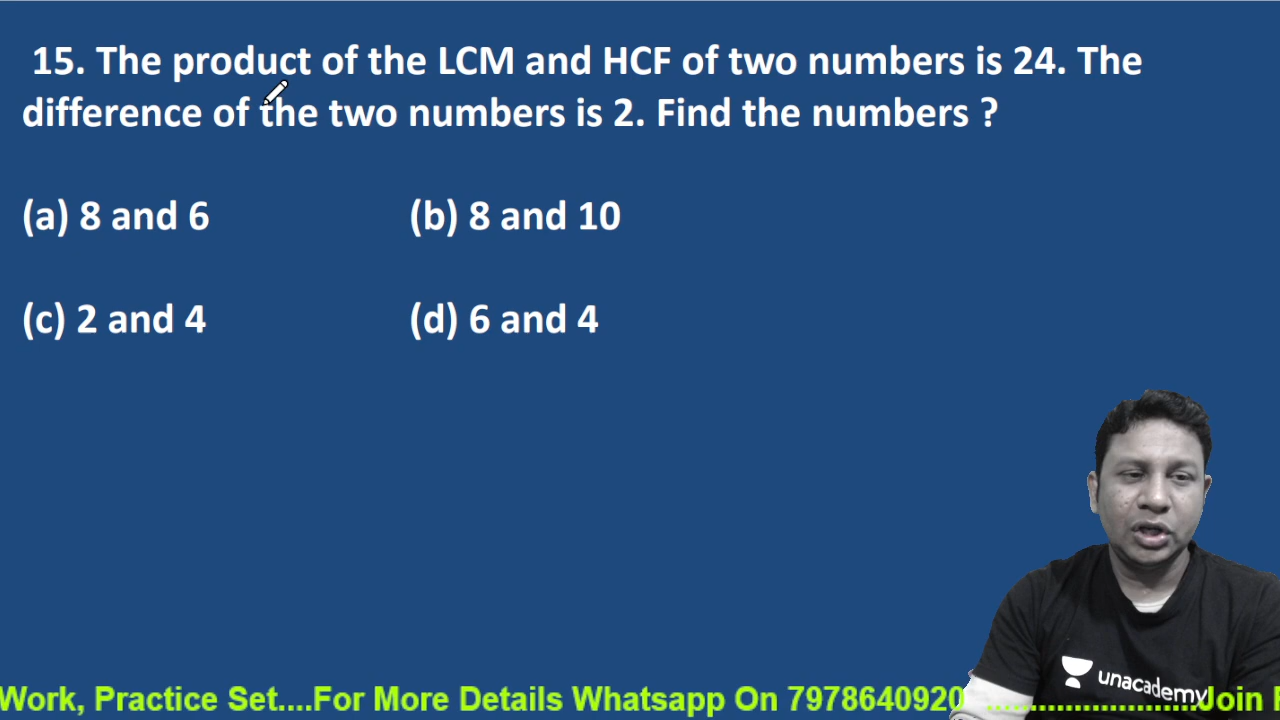 15. The product of the LCM and HCF of two numbers is 24. The
difference of the two numbers is 2. Find the numbers ?
(a) 8 and 6 (b) 8 and 10
(c) 2 and 4 (d) 6 and 4
unacademy
Work, Practice Set....For More Details Whatsapp On 7978640920 ........................Join